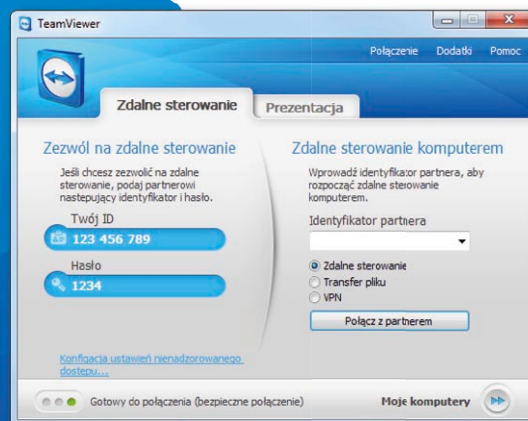 TeamViewer
Połączenie Dodatki Pomoc
Zdalne sterowanie
Prezentacja
Zezwól na zdalne sterowanie
Jeśli chcesz zezwolić na zdalne
sterowanie, podaj partnerowi
nastepujący identyfikator i hasło.
Twój ID
123 456 789
Hasło
1234
Konfigacja ustawień nienadzorowanego
dostępu...
Zdalne sterowanie komputerem
Wprowadź identyfikator partnera, aby
rozpocząć zdalne sterowanie
komputerem.
Identyfikator partnera
Zdalne sterowanie
Transfer pliku
VPN
Połącz z partnerem
Gotowy do połączenia (bezpieczne połączenie)
Moje komputery